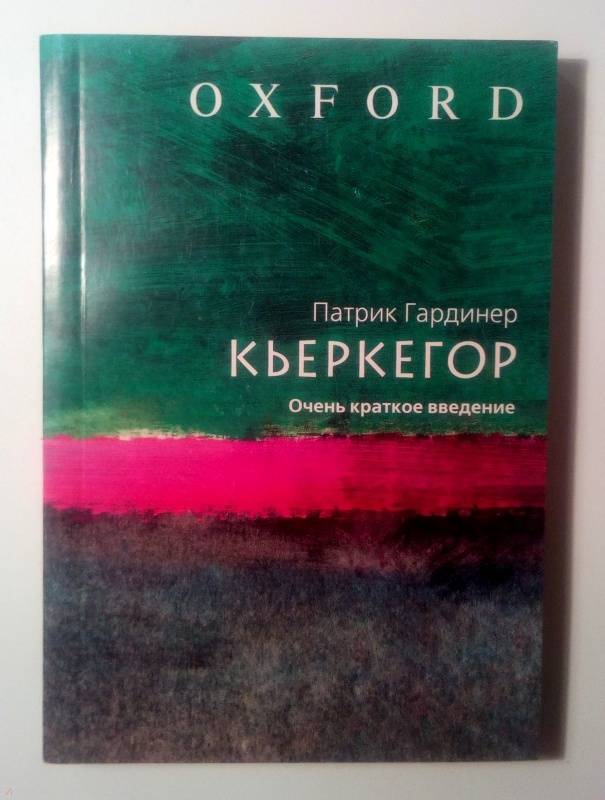 OXFORD
Патрик Гардинер
КЬЕРКЕГОР
Очень краткое введение